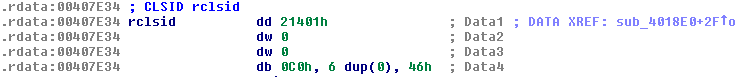 .rdata:00407E34 ; CLSID rclsid
.rdata:00407E34 rclsid dd 21401h ; Data1 ; DATA XREF: sub_4018E0+2F↑o
.rdata:00407E34 dw 0 ; Data2
.rdata:00407E34 dw 0 ; Data3
.rdata:00407E34 db 0C0h, 6 dup(0), 46h ; Data4